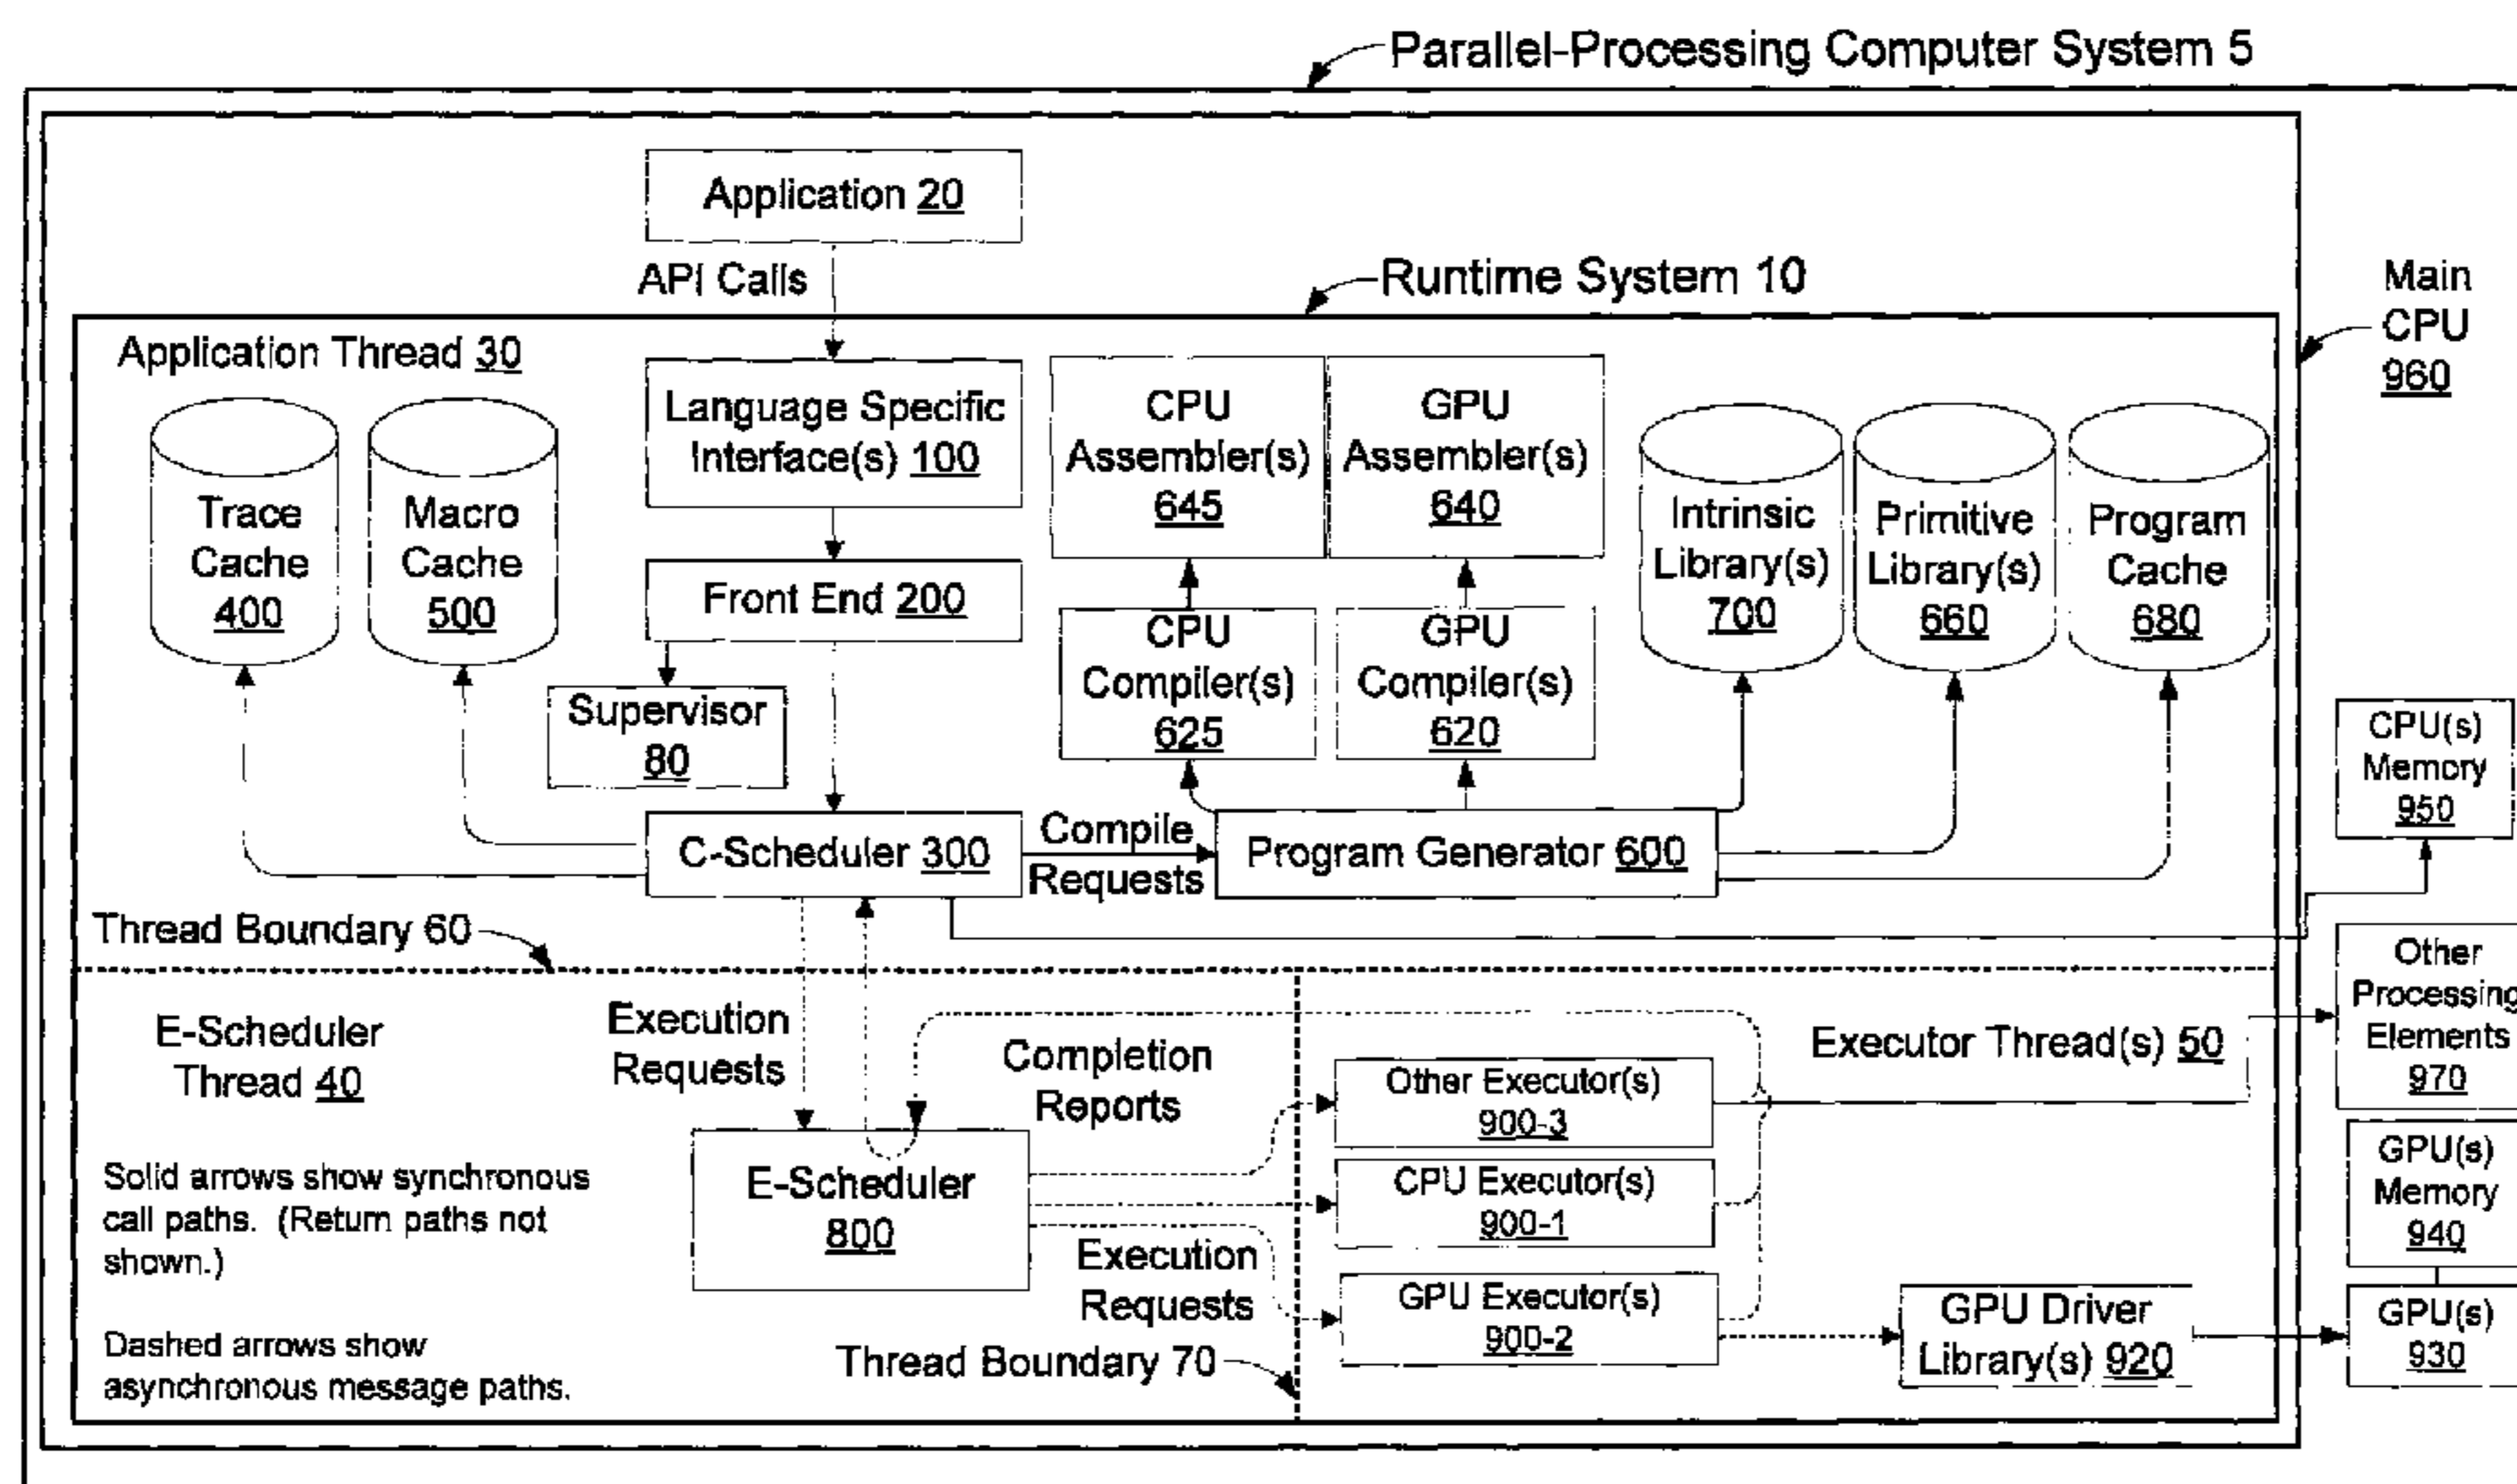 Parallel-Processing Computer System 5
Application 20
API Calls
Runtime System 10
Main
CPU
960
Application Thread 30
Trace
Cache
400
Macro
Cache
500
Language Specific
Interface(s) 100
Front End 200
Supervisor
80
CPU
Assembler(s)
645
GPU
Assembler(s)
640
CPU
Compiler(s)
625
GPU
Compiler(s)
620
Intrinsic
Library(s)
700
Primitive
Library(s)
660
Program
Cache
680
C-Scheduler 300
Compile
Requests
Program Generator 600
CPU(s)
Memory
950
Thread Boundary 60
E-Scheduler
Thread 40
Execution
Requests
Completion
Reports
Executor Thread(s) 50
Other
Processing
Elements
970
Other Executor(s)
900-3
CPU Executor(s)
900-1
GPU Executor(s)
900-2
E-Scheduler
800
Execution
Requests
Thread Boundary 70
GPU Driver
Library(s) 920
GPU(s)
Memory
940
GPU(s)
930
Solid arrows show synchronous
call paths. (Return paths not
shown.)
Dashed arrows show
asynchronous message paths.